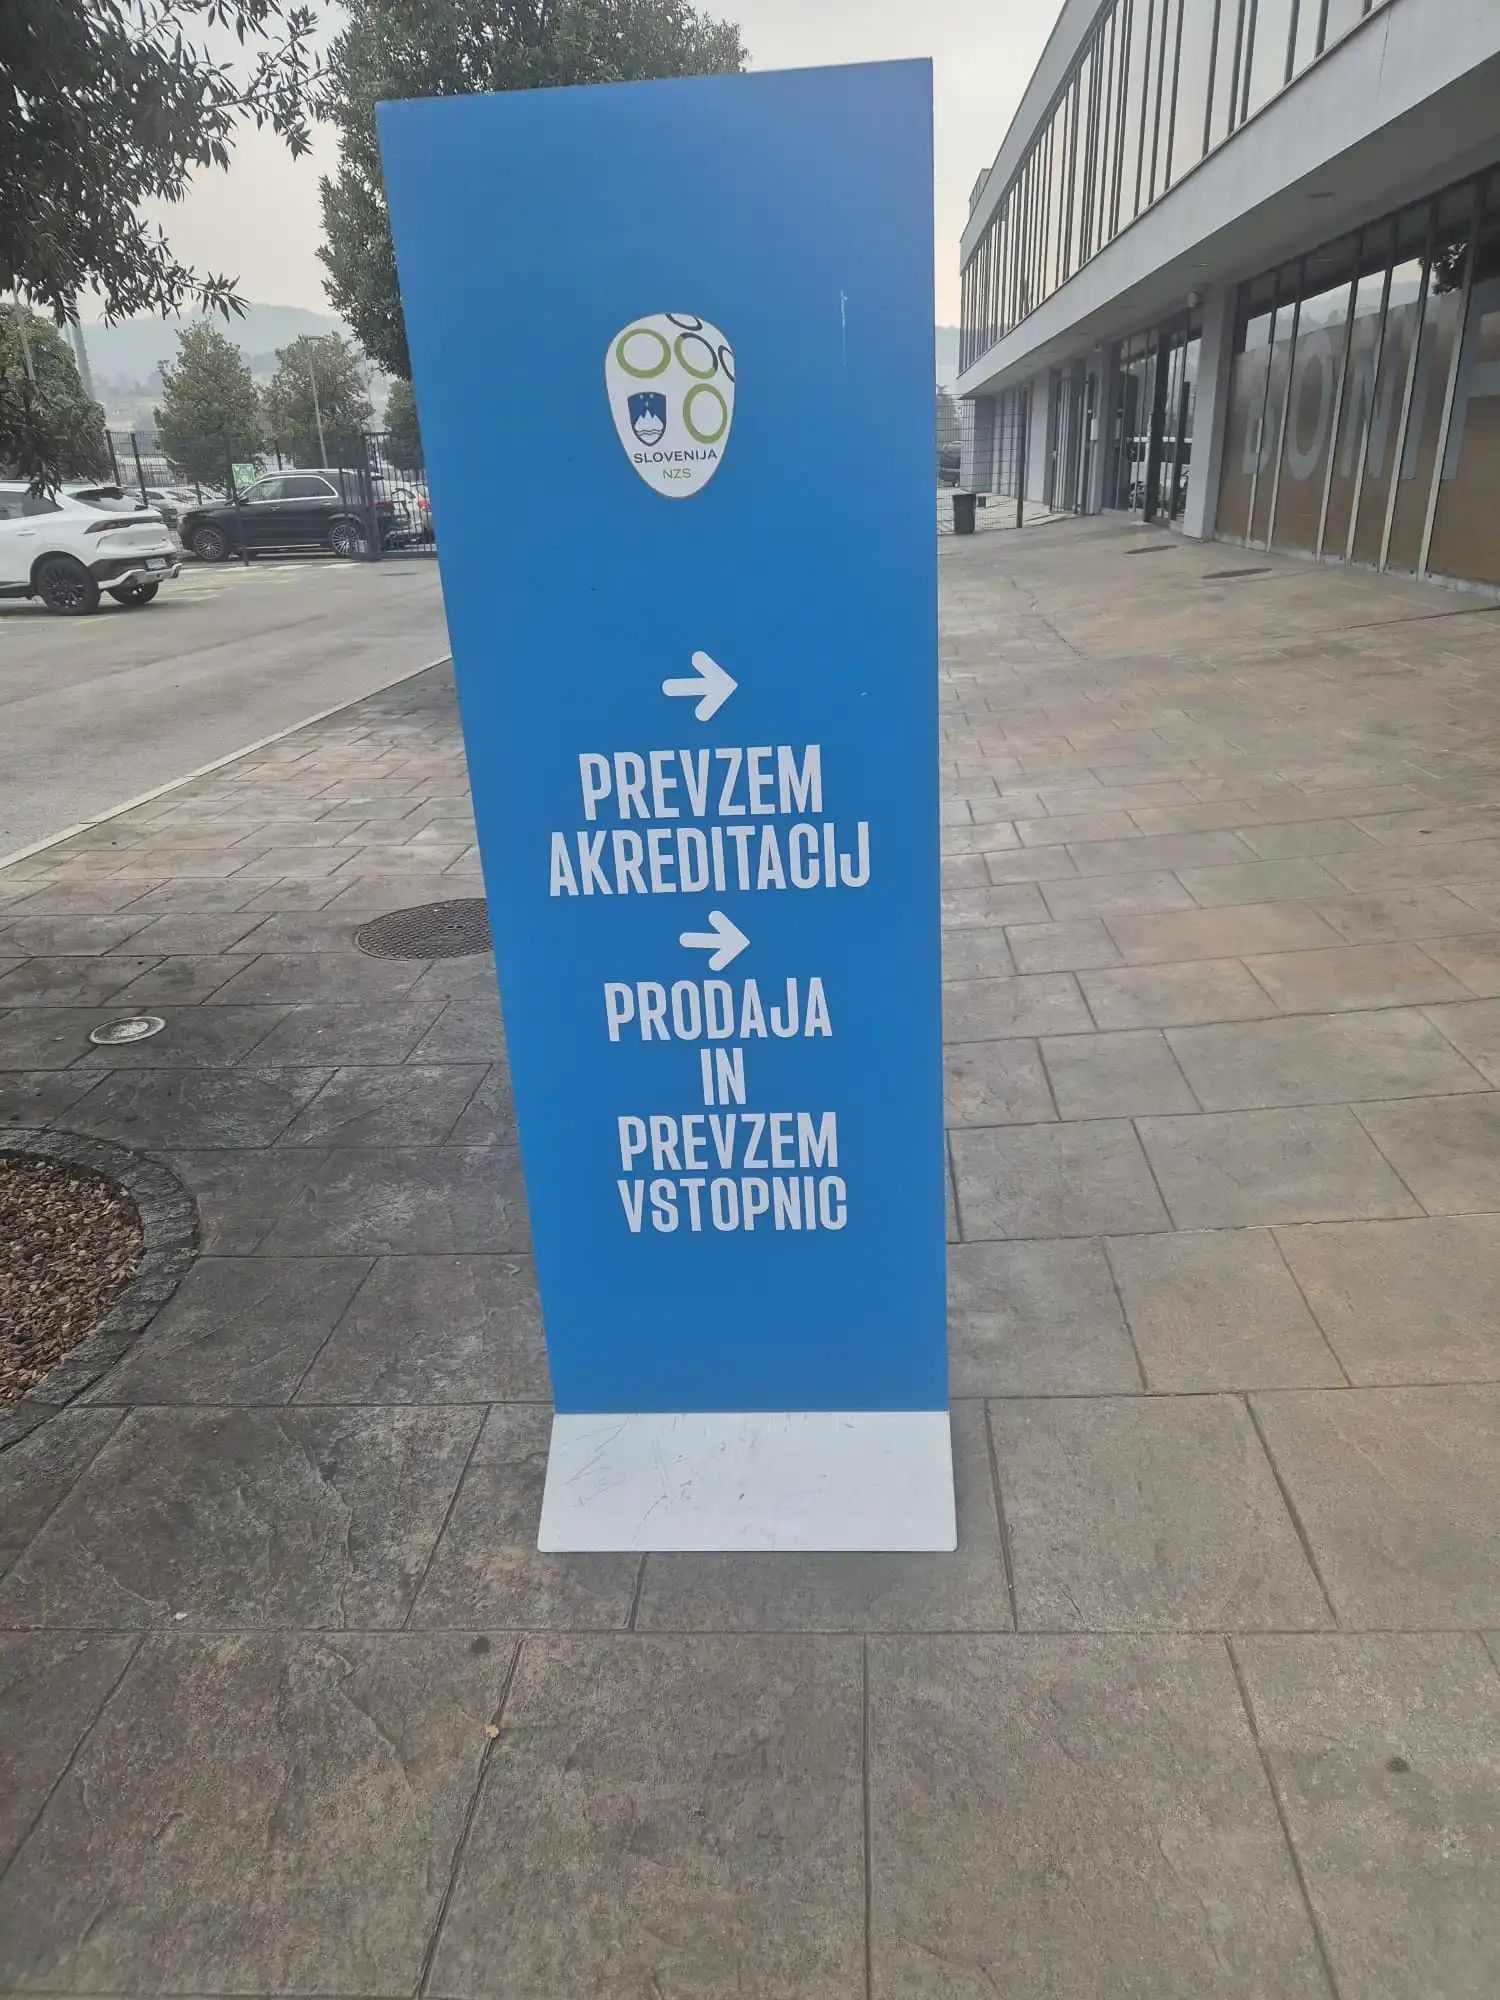 SLOVENIJA
NZS
PREVZEM
AKREDITACIJ
PRODAJA
IN
PREVZEM
VSTOPNIC